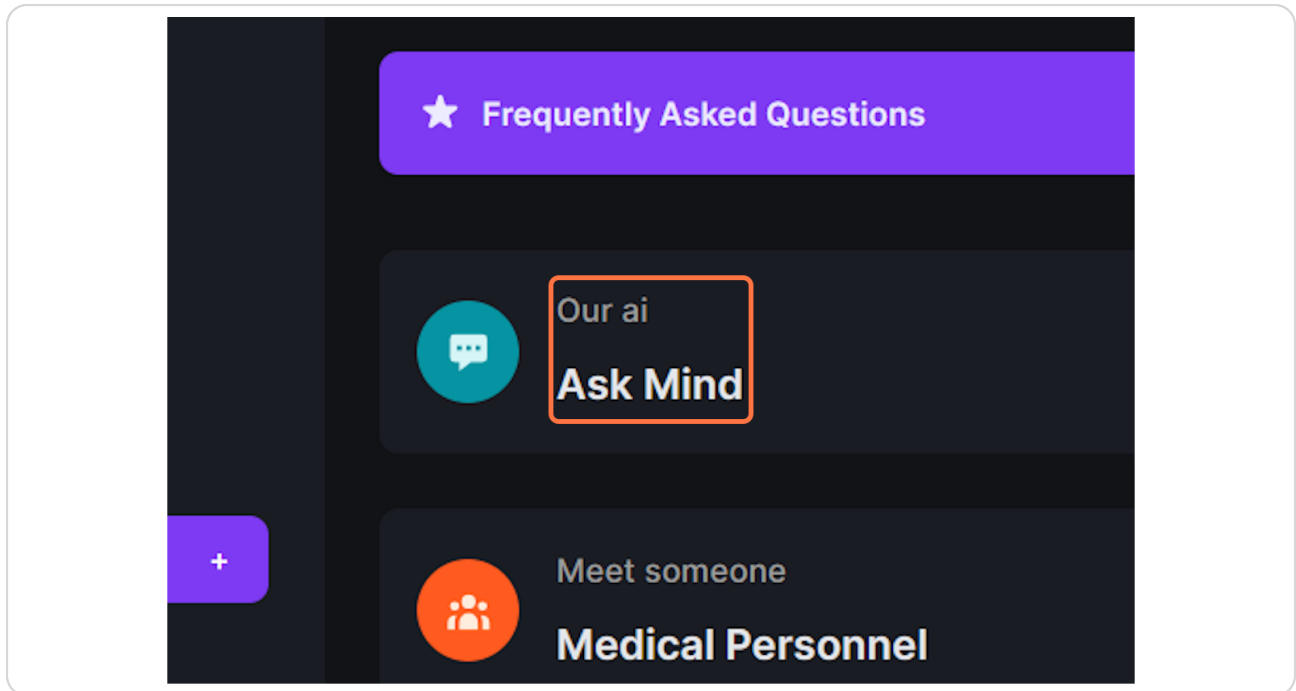 Frequently Asked Questions
Our ai
Ask Mind
+
Meet someone
Medical Personnel